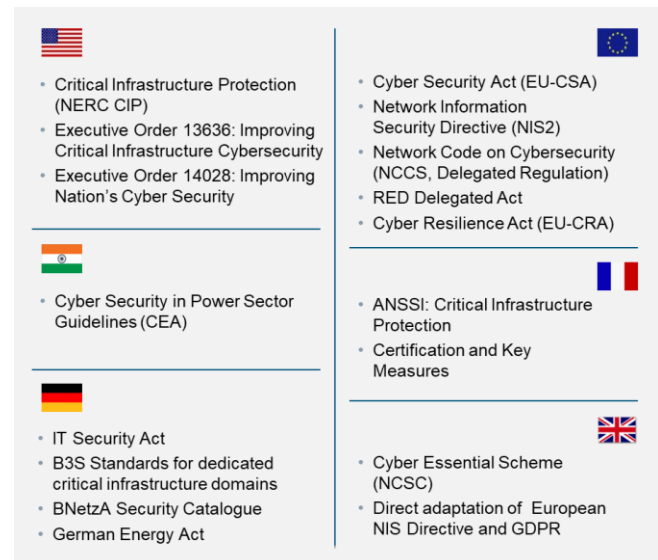 • Critical Infrastructure Protection
(NERC CIP)
• Executive Order 13636: Improving
Critical Infrastructure Cybersecurity
• Executive Order 14028: Improving
Nation's Cyber Security
• Cyber Security in Power Sector
Guidelines (CEA)
• IT Security Act
• B3S Standards for dedicated
critical infrastructure domains
• BNetzA Security Catalogue
• German Energy Act
• Cyber Security Act (EU-CSA)
• Network Information
Security Directive (NIS2)
• Network Code on Cybersecurity
(NCCS, Delegated Regulation)
• RED Delegated Act
• Cyber Resilience Act (EU-CRA)
• ANSSI: Critical Infrastructure
Protection
• Certification and Key
Measures
• Cyber Essential Scheme
(NCSC)
• Direct adaptation of European
NIS Directive and GDPR